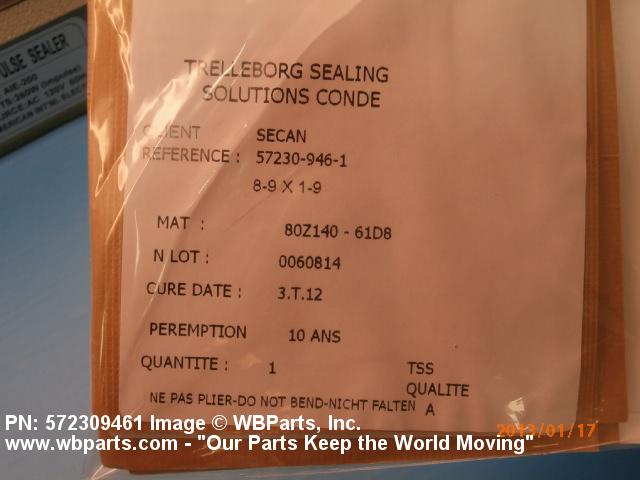 PULSE SEALER
AIE-200
TRELLEBORG SEALING
SOLUTIONS CONDE
CLIENT SECAN
REFERENCE : 57230-946-1
8-9 X 1-9
MAT : 80Z140 - 61D8
N LOT : 0060814
CURE DATE : 3.T.12
PEREMPTION 10 ANS
QUANTITE : 1 TSS
QUALITE
NE PAS PLIER-DO NOT BEND-NICHT FALTEN A
PN: 572309461 Image © WBParts, Inc.
2013/01/17
www.wbparts.com - "Our Parts Keep the World Moving"